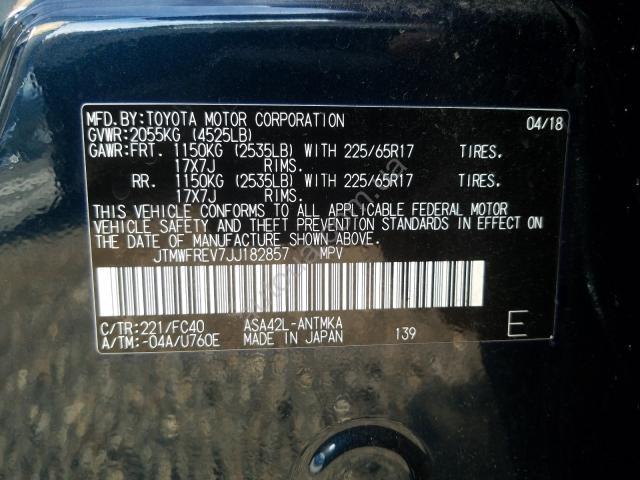 MFD.BY:TOYOTA MOTOR CORPORATION 04/18
GVWR:2055KG (4525LB)
GAWR:FRT. 1150KG (2535LB) WITH 225/65R17 TIRES.
17X7J RIMS.
RR. 1150KG (2535LB) WITH 225/65R17 TIRES.
17X7J RIMS.
THIS VEHICLE CONFORMS TO ALL APPLICABLE FEDERAL MOTOR
VEHICLE SAFETY AND THEFT PREVENTION STANDARDS IN EFFECT ON
THE DATE OF MANUFACTURE SHOWN ABOVE.
JTMWFREV7JJ182857 MPV
C/TR:221/FC40 ASA42L-ANTMKA
A/TM:-04A/U760E MADE IN JAPAN 139 E